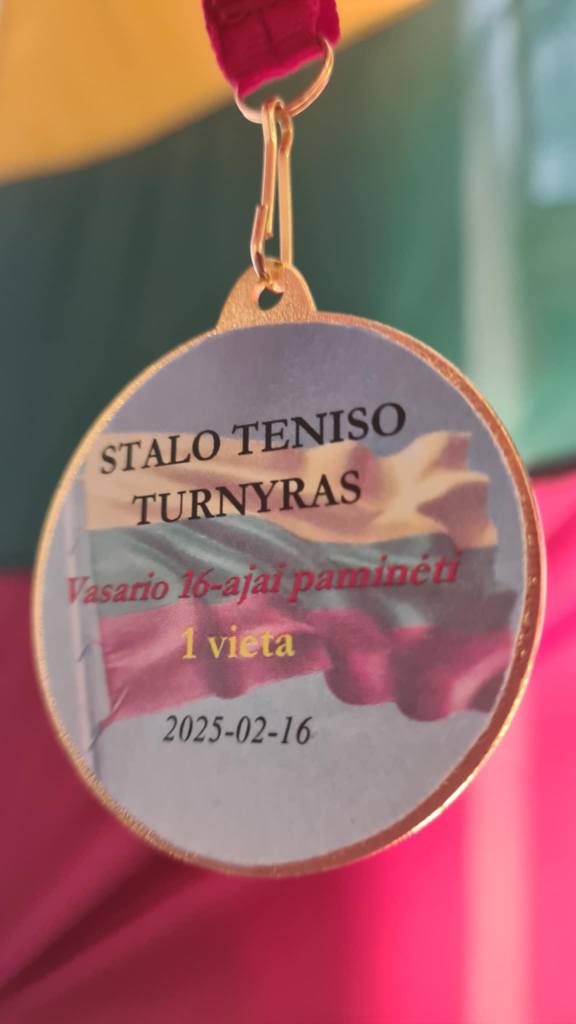 STALO TENISO
TURNYRAS
Vasario 16-ajai paminėti
1 vieta
2025-02-16